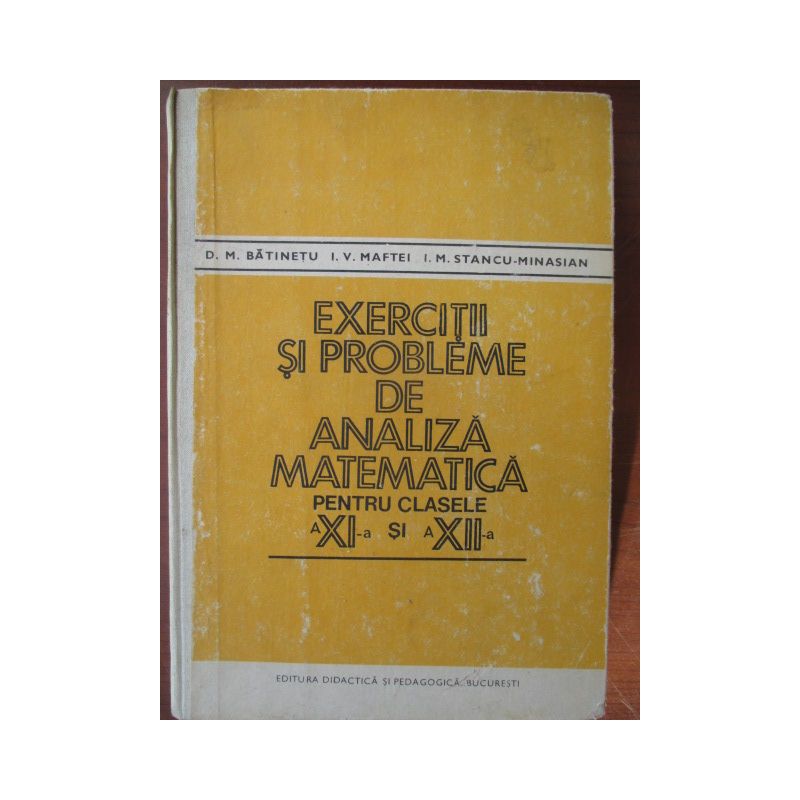 D. M. BĂTINEȚU I. V. MAFTEI I. M. STANCU-MINASIAN
EXERCIȚII
ȘI PROBLEME
DE
ANALIZĂ
MATEMATICĂ
PENTRU CLASELE
A XI-a ȘI A XII-a
EDITURA DIDACTICĂ ȘI PEDAGOGICĂ, BUCUREȘTI